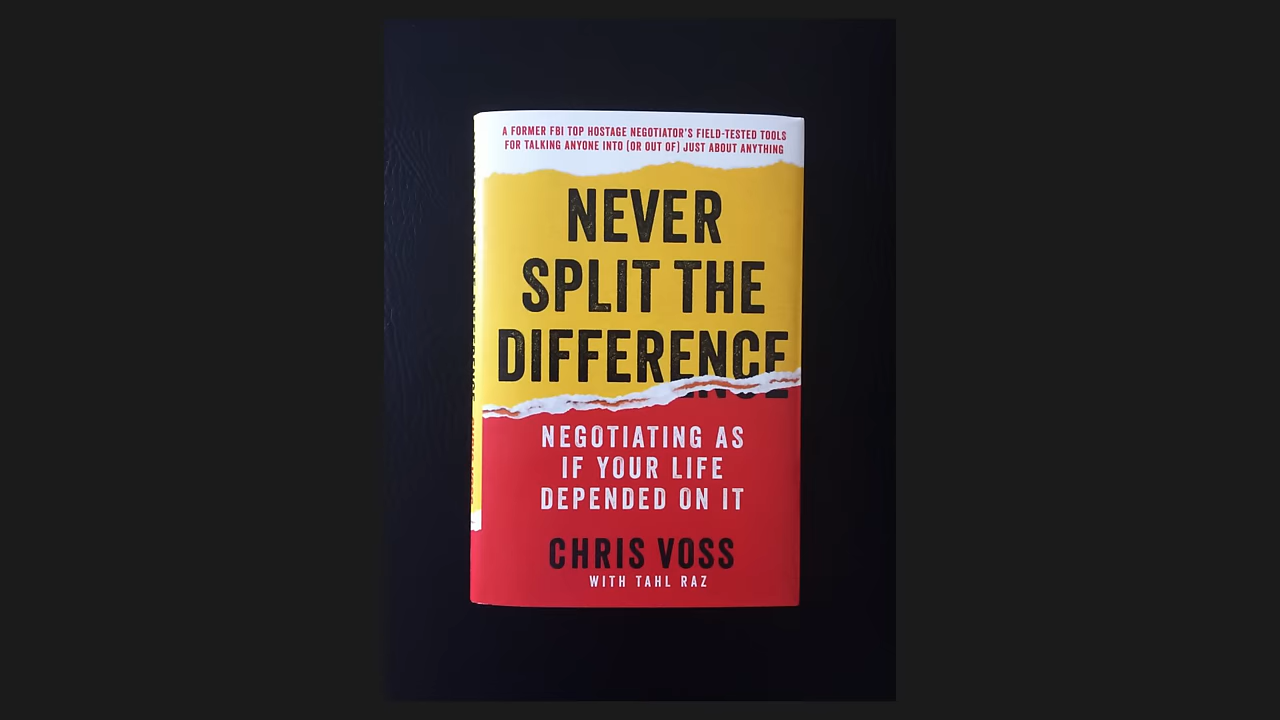 A FORMER FBI TOP HOSTAGE NEGOTIATOR'S FIELD-TESTED TOOLS
FOR TALKING ANYONE INTO (OR OUT OF) JUST ABOUT ANYTHING
NEVER
SPLIT THE
DIFFERENCE
NEGOTIATING AS
IF YOUR LIFE
DEPENDED ON IT
CHRIS VOSS
WITH TAHL RAZ